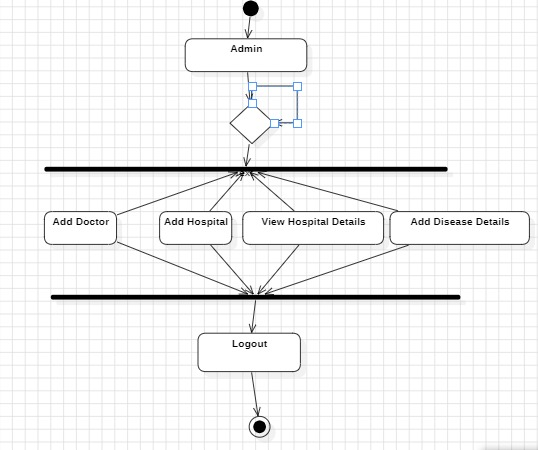 Admin
Add Doctor
Add Hospital
View Hospital Details
Add Disease Details
Logout